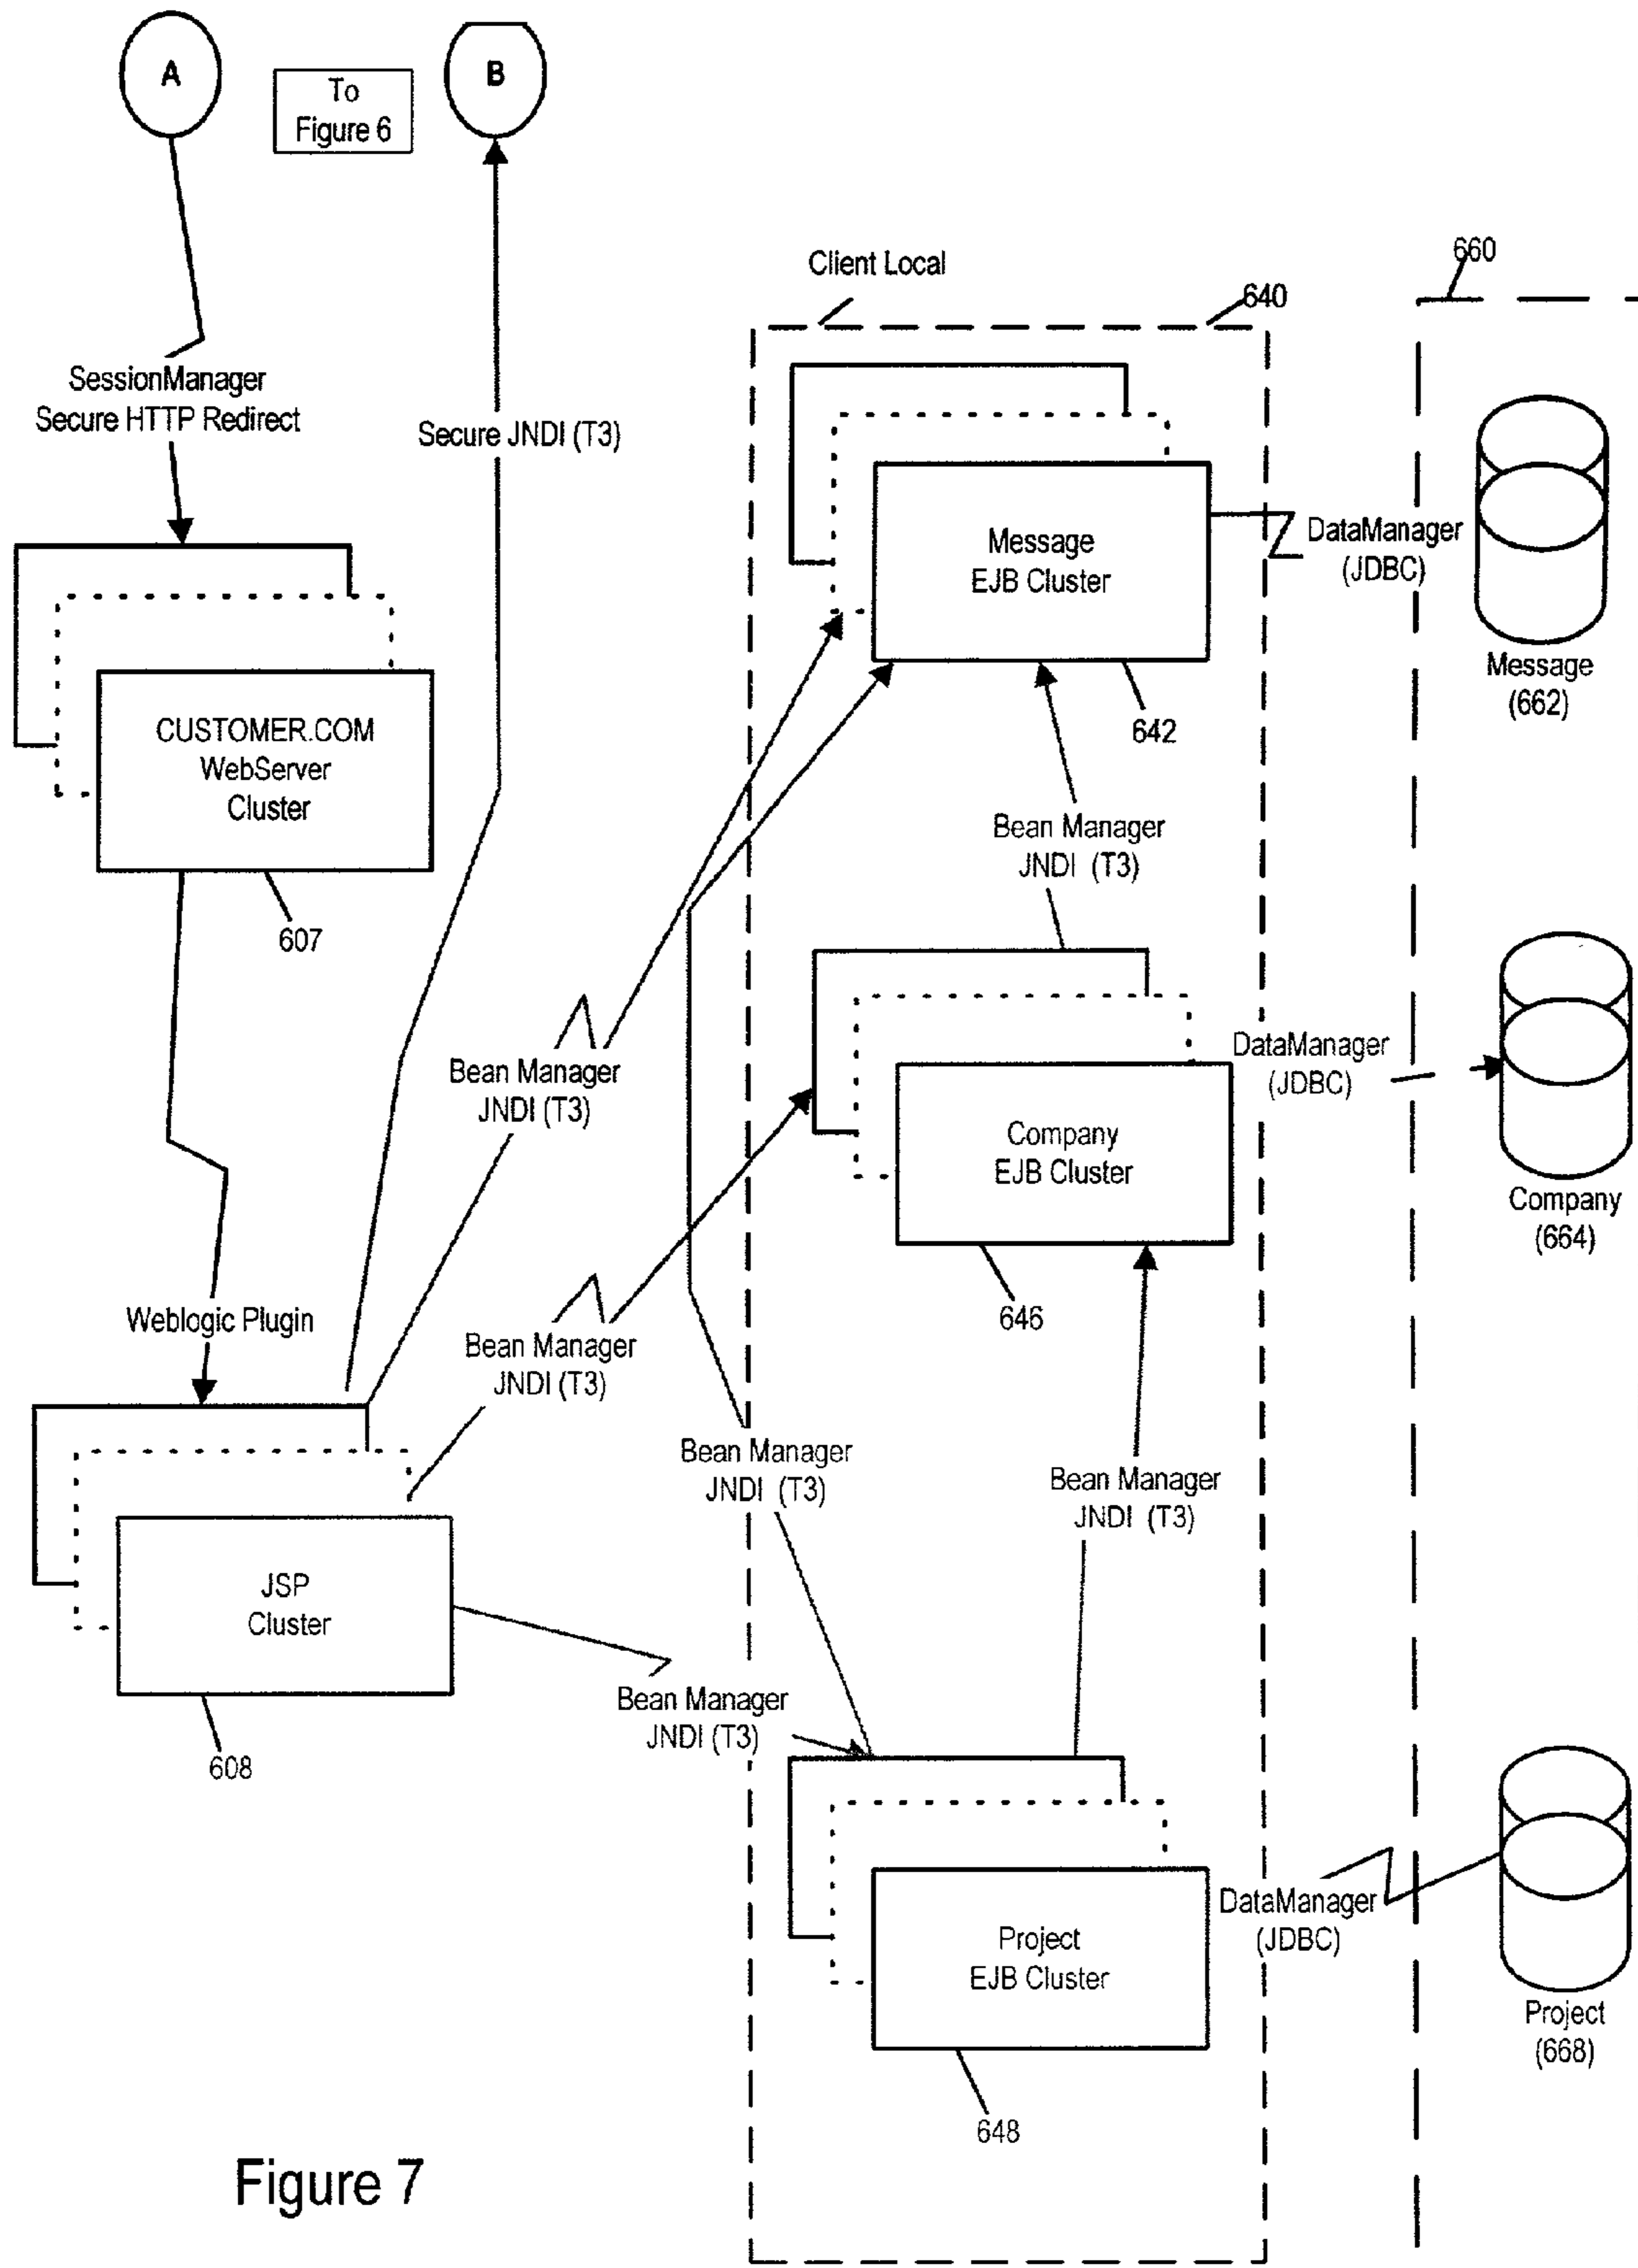 A
To
Figure 6
B
Client Local
660
640
SessionManager
Secure HTTP Redirect
Secure JNDI (T3)
Message
EJB Cluster
DataManager
(JDBC)
Message
(662)
642
CUSTOMER.COM
WebServer
Cluster
607
Bean Manager
JNDI (T3)
Bean Manager
JNDI (T3)
DataManager
(JDBC)
Company
EJB Cluster
Company
(664)
646
Weblogic Plugin
Bean Manager
JNDI (T3)
Bean Manager
JNDI (T3)
Bean Manager
JNDI (T3)
JSP
Cluster
608
Bean Manager
JNDI (T3)
DataManager
(JDBC)
Project
EJB Cluster
Project
(668)
648
Figure 7